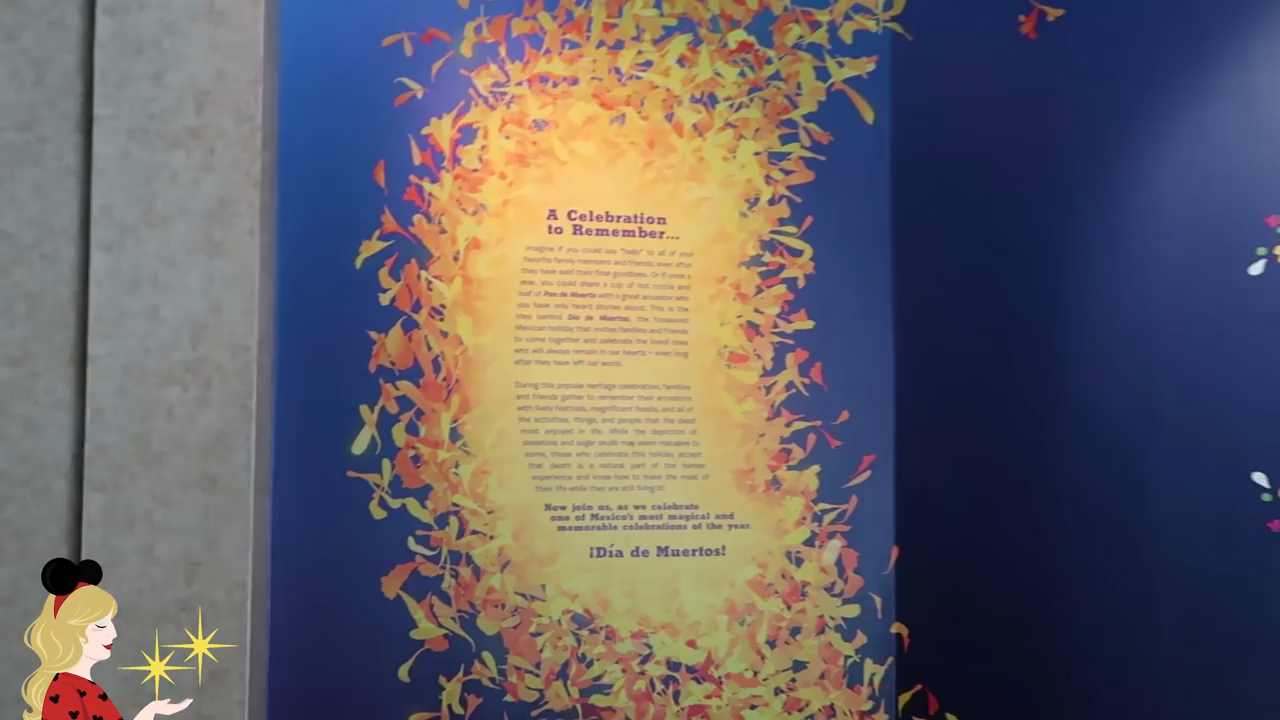 A Celebration
to Remember...
Imagine if you could say "hello" to all of your
favorite family members and friends, even after
they have said their final goodbyes. Or if once a
year, you could share a cup of hot cocoa and
loaf of Pan de Muerto with a great ancestor who
you have only heard stories about. This is the
idea behind Día de Muertos, the treasured
Mexican holiday that invites families and friends
to come together and celebrate the loved ones
who will always remain in our hearts – even long
after they have left our world.
During this popular heritage celebration, families
and friends gather to remember their ancestors
with lively festivals, magnificent feasts, and all of
the activities, things, and people that the dead
most enjoyed in life. While the depiction of
skeletons and sugar skulls may seem macabre to
some, those who celebrate this holiday accept
that death is a natural part of the human
experience and know how to make the most of
their life while they are still living it!
Now join us, as we celebrate
one of Mexico's most magical and
memorable celebrations of the year.
¡Día de Muertos!